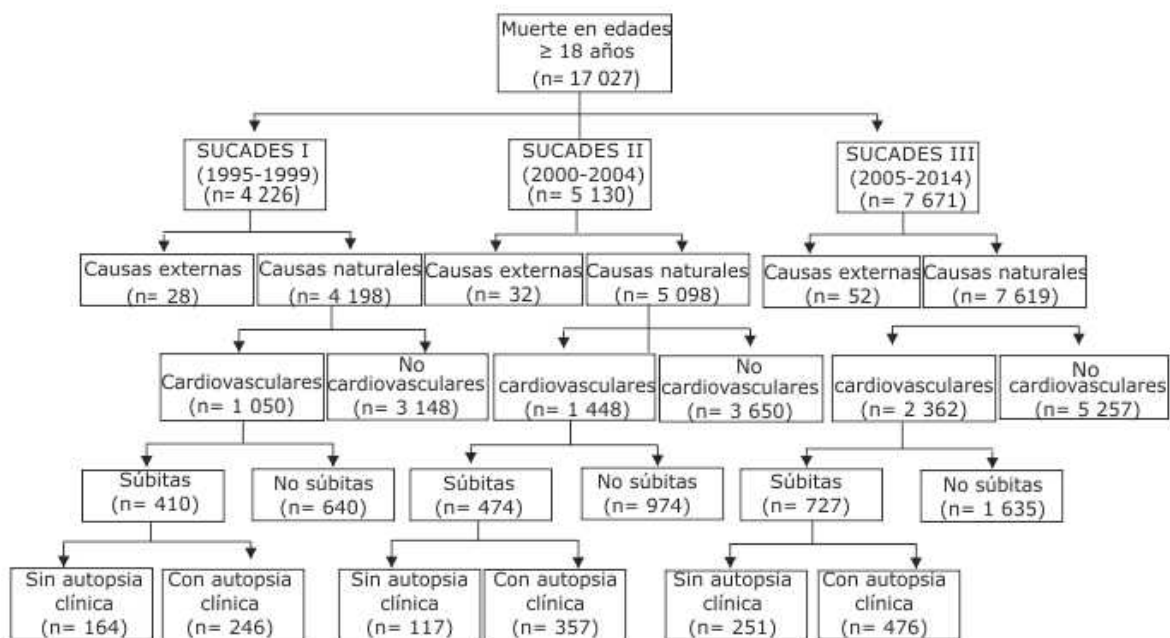 Muerte en edades
≥ 18 años
(n= 17 027)
SUCADES I
(1995-1999)
(n= 4 226)
SUCADES II
(2000-2004)
(n= 5 130)
SUCADES III
(2005-2014)
(n= 7 671)
Causas externas
(n= 28)
Causas naturales
(n= 4 198)
Causas externas
(n= 32)
Causas naturales
(n= 5 098)
Causas externas
(n= 52)
Causas naturales
(n= 7 619)
Cardiovasculares
(n= 1 050)
No
cardiovasculares
(n= 3 148)
cardiovasculares
(n= 1 448)
No
cardiovasculares
(n= 3 650)
cardiovasculares
(n= 2 362)
No
cardiovasculares
(n= 5 257)
Súbitas
(n= 410)
No súbitas
(n= 640)
Súbitas
(n= 474)
No súbitas
(n= 974)
Súbitas
(n= 727)
No súbitas
(n= 1 635)
Sin autopsia
clínica
(n= 164)
Con autopsia
clínica
(n= 246)
Sin autopsia
clínica
(n= 117)
Con autopsia
clínica
(n= 357)
Sin autopsia
clínica
(n= 251)
Con autopsia
clínica
(n= 476)